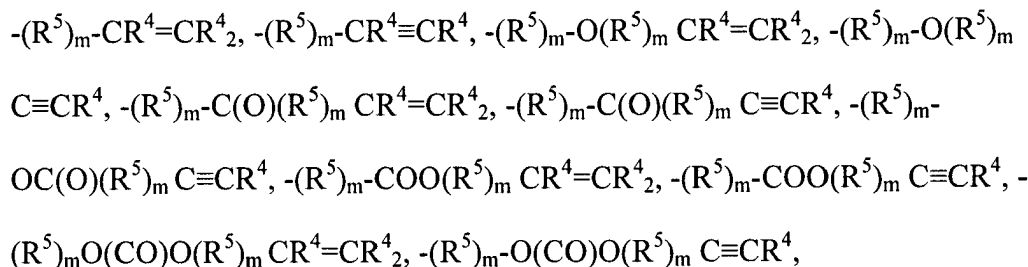 -(R⁵)ₘ-CR⁴=CR⁴₂, -(R⁵)ₘ-CR⁴≡CR⁴, -(R⁵)ₘ-O(R⁵)ₘ CR⁴=CR⁴₂, -(R⁵)ₘ-O(R⁵)ₘ
C≡CR⁴, -(R⁵)ₘ-C(O)(R⁵)ₘ CR⁴=CR⁴₂, -(R⁵)ₘ-C(O)(R⁵)ₘ C≡CR⁴, -(R⁵)ₘ-
OC(O)(R⁵)ₘ C≡CR⁴, -(R⁵)ₘ-COO(R⁵)ₘ CR⁴=CR⁴₂, -(R⁵)ₘ-COO(R⁵)ₘ C≡CR⁴, -
(R⁵)ₘO(CO)O(R⁵)ₘ CR⁴=CR⁴₂, -(R⁵)ₘ-O(CO)O(R⁵)ₘ C≡CR⁴,